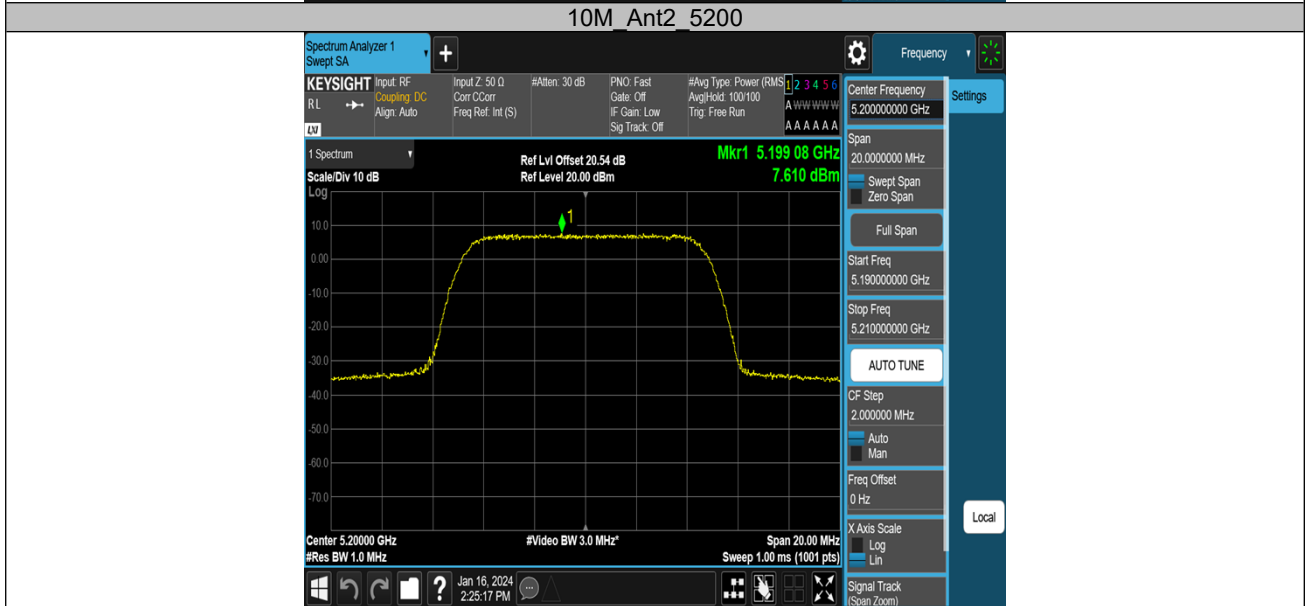 10M_Ant2_5200
Spectrum Analyzer 1
Swept SA
+
Frequency
KEYSIGHT
RL
LXI
Input: RF
Coupling: DC
Align: Auto
Input Z: 50 Ω
Corr CCorr
Freq Ref: Int (S)
#Atten: 30 dB
PNO: Fast
Gate: Off
IF Gain: Low
Sig Track: Off
#Avg Type: Power (RMS
Avg|Hold: 100/100
Trig: Free Run
1 2 3 4 5 6
A W W W W W
A A A A A A
1 Spectrum
Scale/Div 10 dB
Log
Ref Lvl Offset 20.54 dB
Ref Level 20.00 dBm
Mkr1 5.199 08 GHz
7.610 dBm
1
10.0
0.00
-10.0
-20.0
-30.0
-40.0
-50.0
-60.0
-70.0
Center 5.20000 GHz
#Res BW 1.0 MHz
#Video BW 3.0 MHz*
Span 20.00 MHz
Sweep 1.00 ms (1001 pts)
Center Frequency
5.200000000 GHz
Settings
Span
20.0000000 MHz
Swept Span
Zero Span
Full Span
Start Freq
5.190000000 GHz
Stop Freq
5.210000000 GHz
AUTO TUNE
CF Step
2.000000 MHz
Auto
Man
Freq Offset
0 Hz
X Axis Scale
Log
Lin
Local
Signal Track
(Span Zoom)
?
Jan 16, 2024
2:25:17 PM